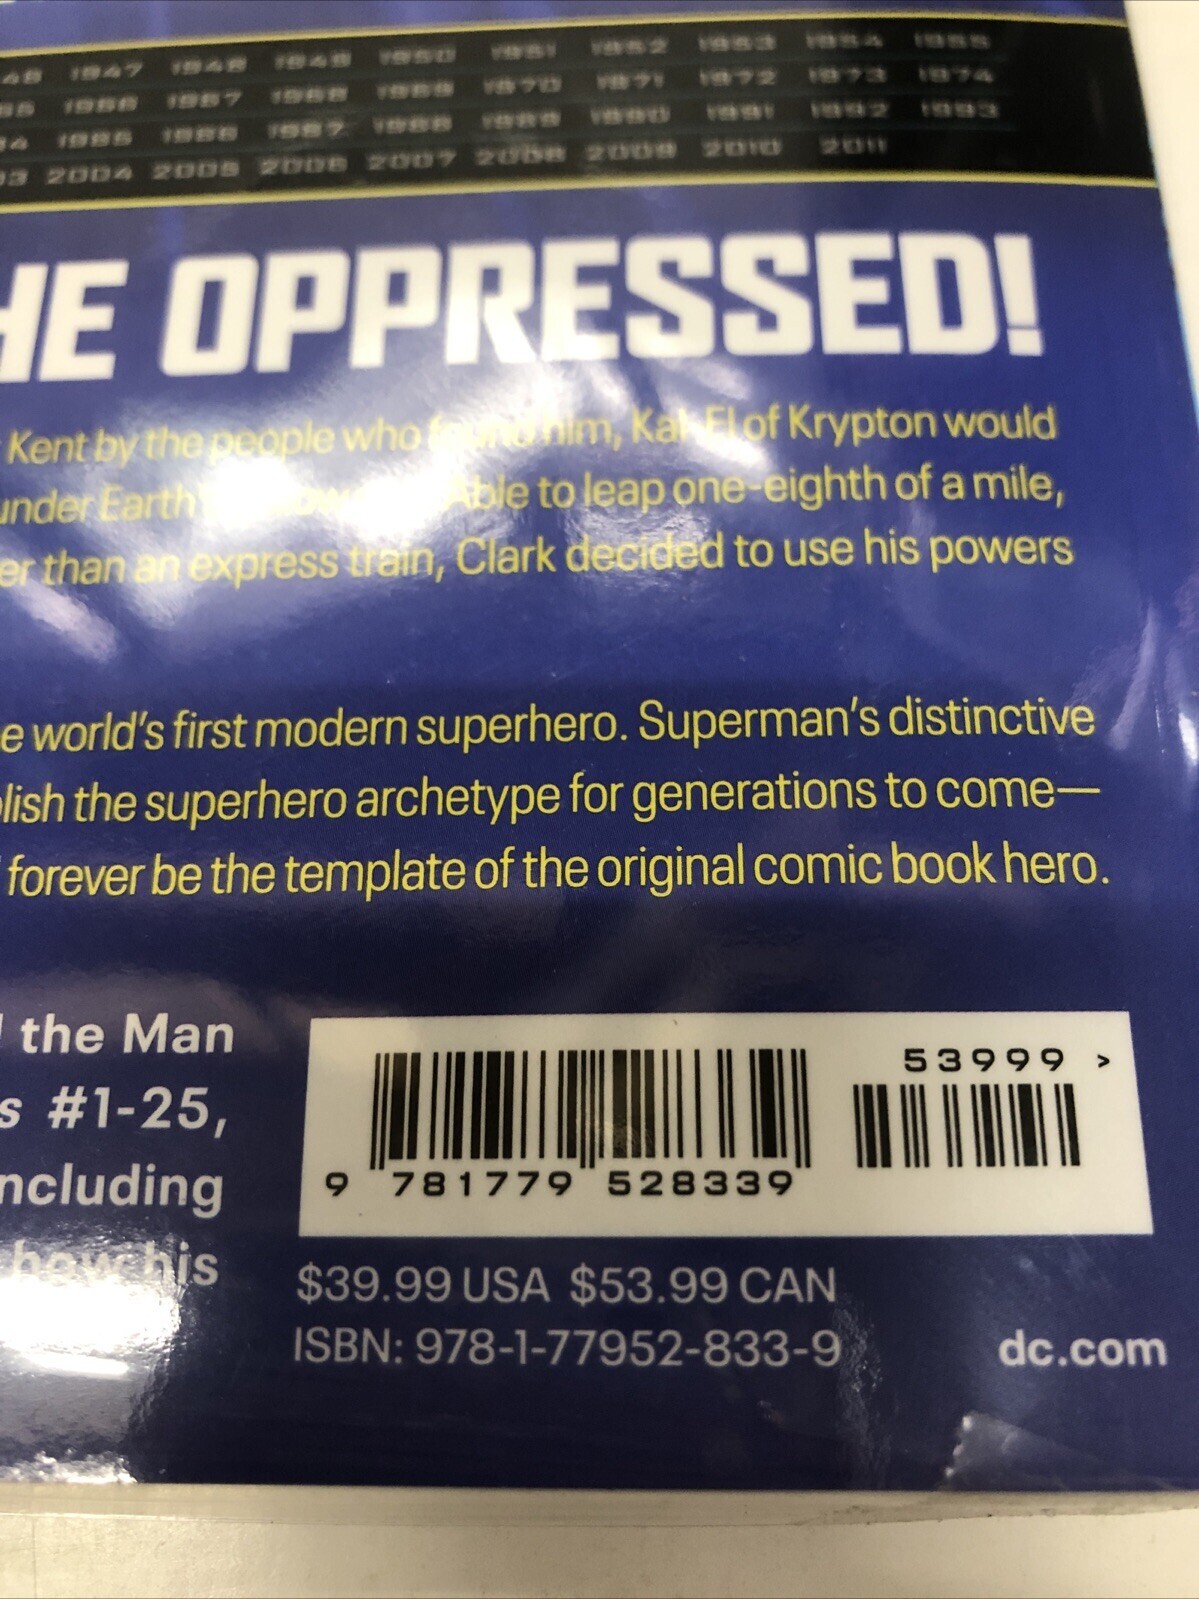 1947 1948 1949 1950 1951 1952 1953 1954 1955
1966 1967 1968 1969 1970 1971 1972 1973 1974
1985 1986 1987 1988 1989 1990 1991 1992 1993
2004 2005 2006 2007 2008 2009 2010 2011
HE OPPRESSED!
Kent by the people who found him, Kal-El of Krypton would
under Earth's Able to leap one-eighth of a mile,
er than an express train, Clark decided to use his powers
e world's first modern superhero. Superman's distinctive
lish the superhero archetype for generations to come—
forever be the template of the original comic book hero.
the Man
s #1-25,
ncluding
how his
53999 >
9 781779 528339
$39.99 USA $53.99 CAN
ISBN: 978-1-77952-833-9
dc.com